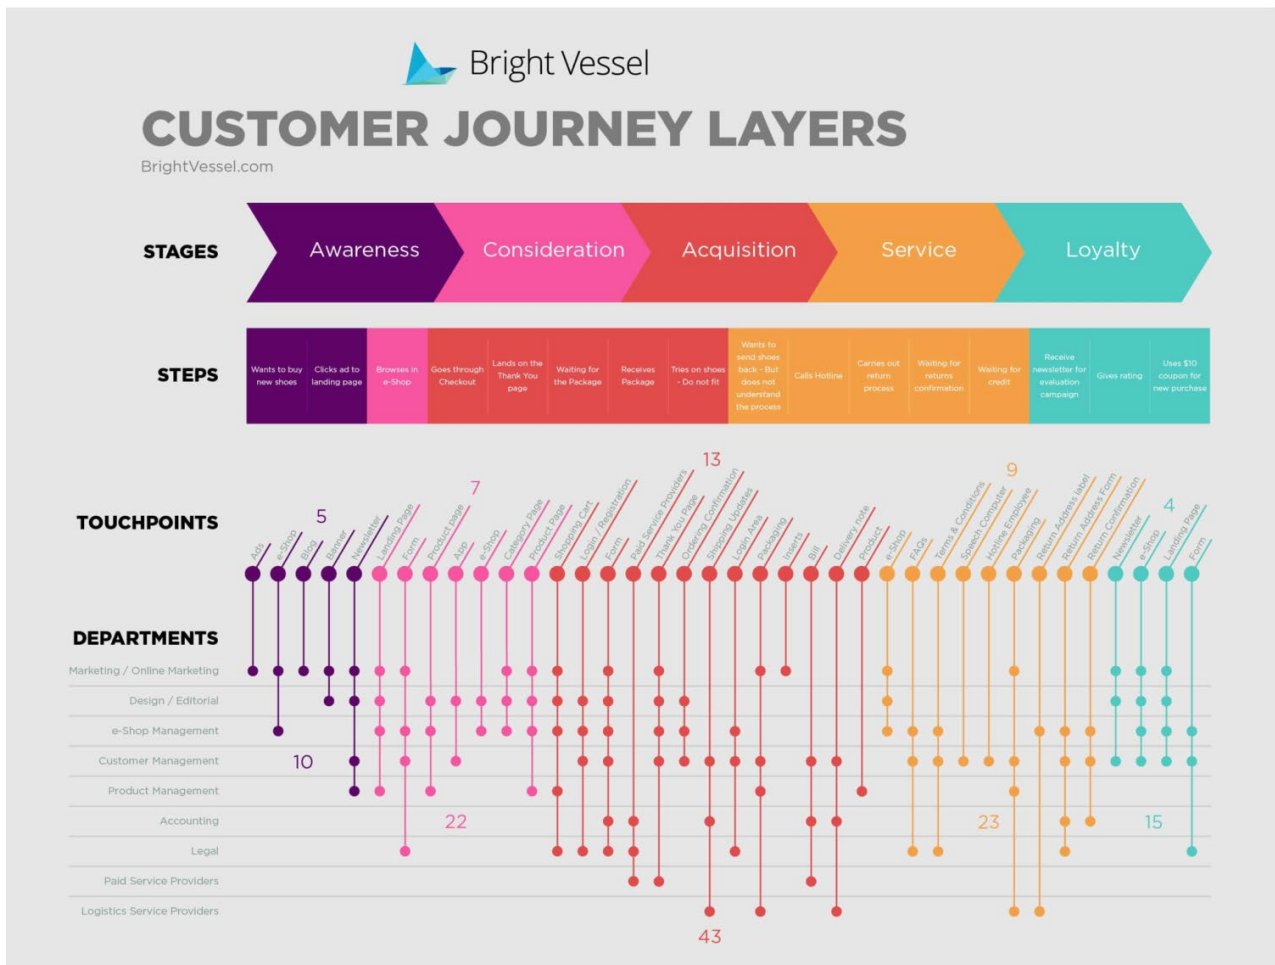 Bright Vessel
CUSTOMER JOURNEY LAYERS
BrightVessel.com
STAGES
Awareness
Consideration
Acquisition
Service
Loyalty
STEPS
Wants to buy
new shoes
Clicks ad to
landing page
Browses in
e-Shop
Goes through
Checkout
Lands on the
Thank You
page
Waiting for
the Package
Receives
Package
Tries on shoes
- Do not fit
Wants to
send shoes
back - But
does not
understand
the process
Calls Hotline
Carries out
return
process
Waiting for
returns
confirmation
Waiting for
credit
Receive
newsletter for
evaluation
campaign
Gives rating
Uses $10
coupon for
new purchase
TOUCHPOINTS
5
7
13
9
4
Ads
e-Shop
Blog
Banner
Newsletter
Landing Page
Form
Product page
App
e-Shop
Category Page
Product Page
Shopping Cart
Login / Registration
Form
Paid Service Providers
Thank You Page
Ordering Confirmation
Shipping Updates
Login Area
Packaging
Inserts
Bill
Delivery note
Product
e-Shop
FAQs
Terms & Conditions
Speech Computer
Hotline Employee
Packaging
Return Address label
Return Address Form
Return Confirmation
Newsletter
e-Shop
Landing Page
Form
DEPARTMENTS
Marketing / Online Marketing
Design / Editorial
e-Shop Management
Customer Management
Product Management
Accounting
Legal
Paid Service Providers
Logistics Service Providers
10
22
43
23
15